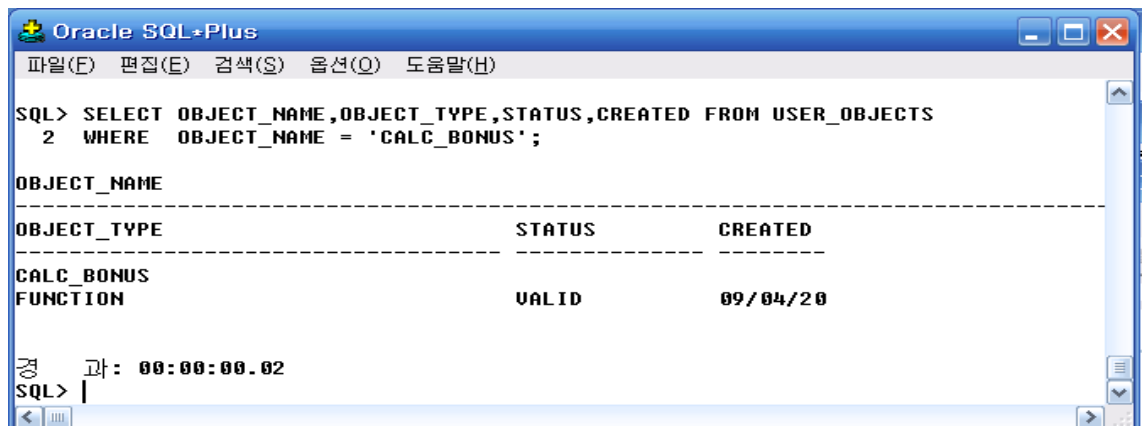 Oracle SQL*Plus
파일(F) 편집(E) 검색(S) 옵션(O) 도움말(H)
SQL> SELECT OBJECT_NAME,OBJECT_TYPE,STATUS,CREATED FROM USER_OBJECTS
2 WHERE OBJECT_NAME = 'CALC_BONUS';
OBJECT_NAME
--------------------------------------------------------------------------------
OBJECT_TYPE STATUS CREATED
------------------------------------ -------------- --------
CALC_BONUS
FUNCTION VALID 09/04/20
경 과: 00:00:00.02
SQL>